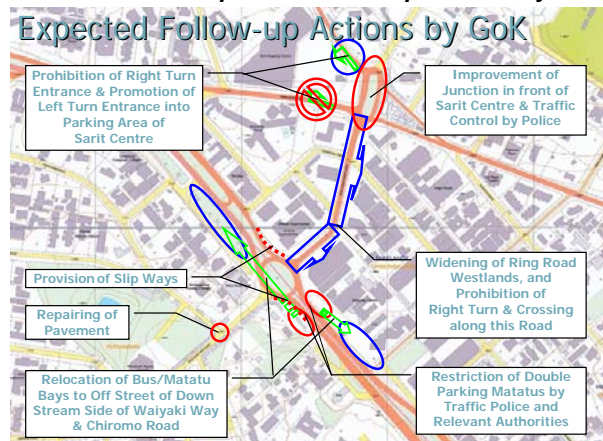 Expected Follow-up Actions by GoK
Prohibition of Right Turn
Entrance & Promotion of
Left Turn Entrance into
Parking Area of
Sarit Centre
Improvement of
Junction in front of
Sarit Centre & Traffic
Control by Police
Provision of Slip Ways
Repairing of
Pavement
Widening of Ring Road
Westlands, and
Prohibition of
Right Turn & Crossing
along this Road
Relocation of Bus/Matatu
Bays to Off Street of Down
Stream Side of Waiyaki Way
& Chiromo Road
Restriction of Double
Parking Matatus by
Traffic Police and
Relevant Authorities